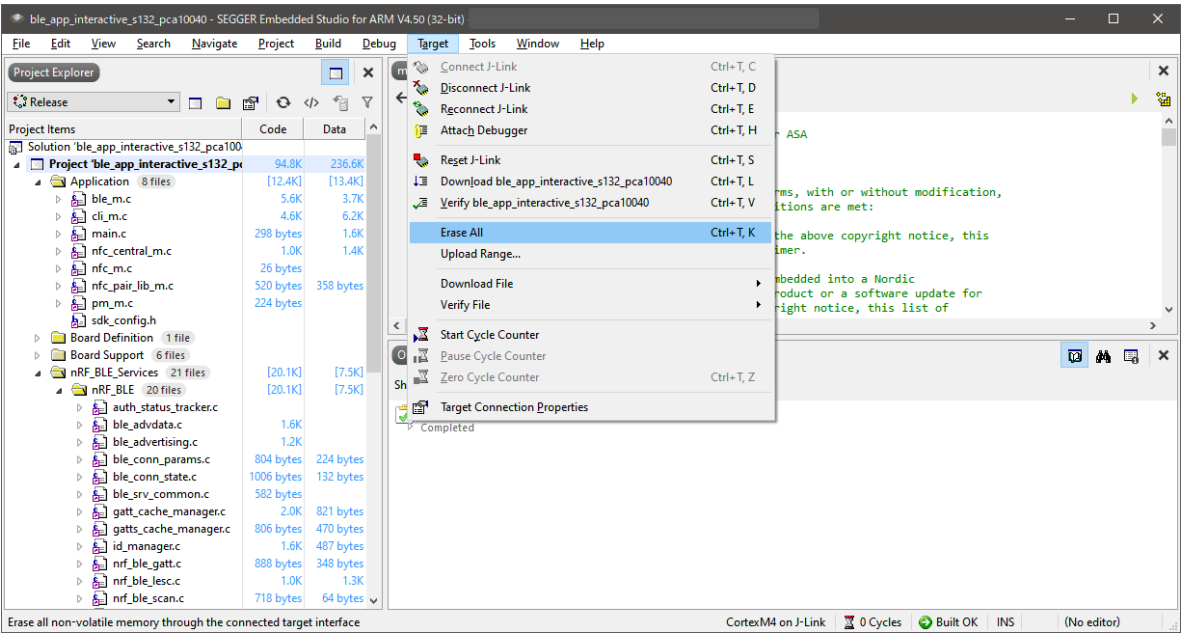 ble_app_interactive_s132_pca10040 - SEGGER Embedded Studio for ARM V4.50 (32-bit)
File Edit View Search Navigate Project Build Debug Target Tools Window Help
Project Explorer
Release
Project Items Code Data
Solution 'ble_app_interactive_s132_pca100
Project 'ble_app_interactive_s132_p 94.8K 236.6K
Application 8 files [12.4K] [13.4K]
ble_m.c 5.6K 3.7K
cli_m.c 4.6K 6.2K
main.c 298 bytes 1.6K
nfc_central_m.c 1.0K 1.4K
nfc_m.c 26 bytes
nfc_pair_lib_m.c 520 bytes 358 bytes
pm_m.c 224 bytes
sdk_config.h
Board Definition 1 file
Board Support 6 files
nRF_BLE_Services 21 files [20.1K] [7.5K]
nRF_BLE 20 files [20.1K] [7.5K]
auth_status_tracker.c
ble_advdata.c 1.6K
ble_advertising.c 1.2K
ble_conn_params.c 804 bytes 224 bytes
ble_conn_state.c 1006 bytes 132 bytes
ble_srv_common.c 582 bytes
gatt_cache_manager.c 2.0K 821 bytes
gatts_cache_manager.c 806 bytes 470 bytes
id_manager.c 1.6K 487 bytes
nrf_ble_gatt.c 888 bytes 348 bytes
nrf_ble_lesc.c 1.0K 1.3K
nrf_ble_scan.c 718 bytes 64 bytes
Connect J-Link Ctrl+T, C
Disconnect J-Link Ctrl+T, D
Reconnect J-Link Ctrl+T, E
Attach Debugger Ctrl+T, H
Reset J-Link Ctrl+T, S
Download ble_app_interactive_s132_pca10040 Ctrl+T, L
Verify ble_app_interactive_s132_pca10040 Ctrl+T, V
Erase All Ctrl+T, K
Upload Range...
Download File
Verify File
Start Cycle Counter
Pause Cycle Counter
Zero Cycle Counter Ctrl+T, Z
Target Connection Properties
ASA
rms, with or without modification,
itions are met:
the above copyright notice, this
imer.
mbedded into a Nordic
roduct or a software update for
right notice, this list of
Sh
Completed
Erase all non-volatile memory through the connected target interface
CortexM4 on J-Link 0 Cycles Built OK INS (No editor)